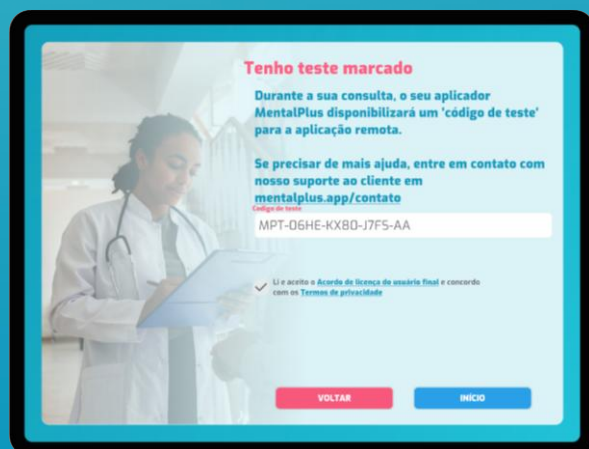 Tenho teste marcado
Durante a sua consulta, o seu aplicador
MentalPlus disponibilizará um 'código de teste'
para a aplicação remota.
Se precisar de mais ajuda, entre em contato com
nosso suporte ao cliente em
mentalplus.app/contato
Código de teste
MPT-06HE-KX80-J7FS-AA
Li e aceito o Acordo de licença do usuário final e concordo
com os Termos de privacidade
VOLTAR
INÍCIO